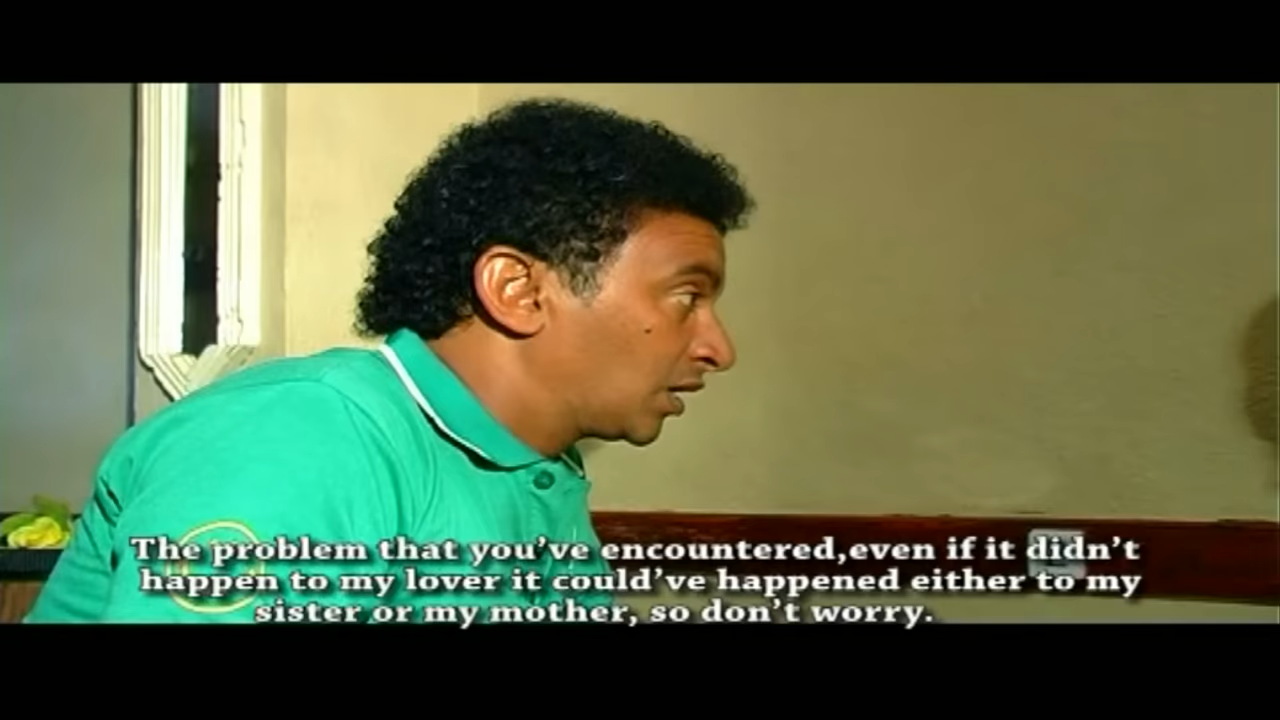 The problem that you've encountered,even if it didn't
happen to my lover it could've happened either to my
sister or my mother, so don't worry.